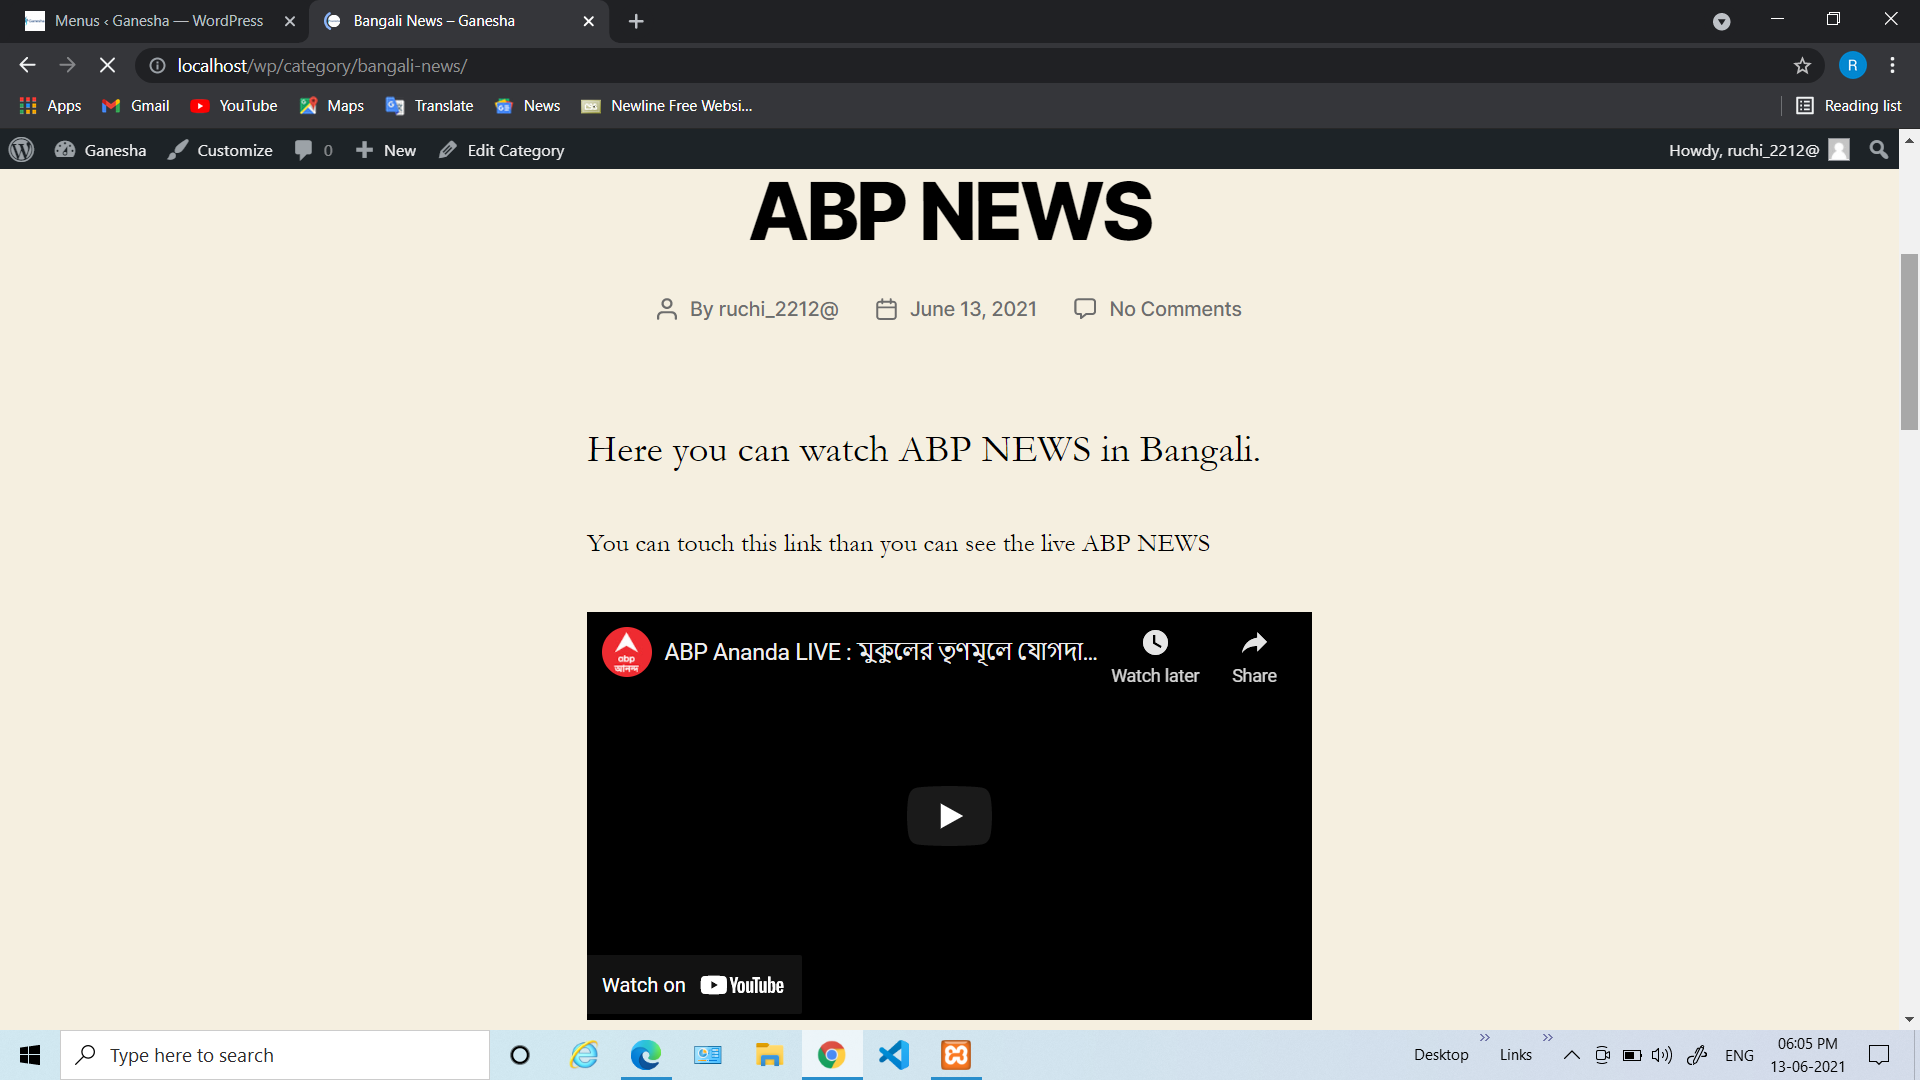 Menus ‹ Ganesha — WordPress
Bangali News – Ganesha
localhost/wp/category/bangali-news/
R
Apps
Gmail
YouTube
Maps
Translate
News
Newline Free Websi...
Reading list
Ganesha
Customize
0
New
Edit Category
Howdy, ruchi_2212@
ABP NEWS
By ruchi_2212@
June 13, 2021
No Comments
Here you can watch ABP NEWS in Bangali.
You can touch this link than you can see the live ABP NEWS
abp
আনন্দ
ABP Ananda LIVE : মুকুলের তৃণমূলে যোগদা...
Watch later
Share
Watch on YouTube
Type here to search
Desktop
Links
ENG
06:05 PM
13-06-2021